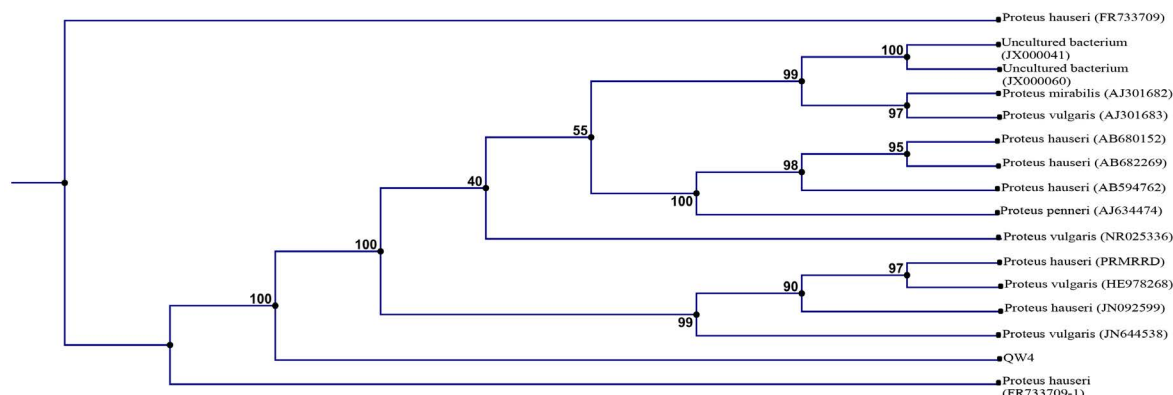 Proteus hauseri (FR733709)
Uncultured bacterium
(JX000041)
100
Uncultured bacterium
(JX000060)
99
Proteus mirabilis (AJ301682)
97
Proteus vulgaris (AJ301683)
55
Proteus hauseri (AB680152)
95
Proteus hauseri (AB682269)
98
40
Proteus hauseri (AB594762)
100
Proteus penneri (AJ634474)
Proteus vulgaris (NR025336)
100
Proteus hauseri (PRMRRD)
97
Proteus vulgaris (HE978268)
90
100
Proteus hauseri (JN092599)
99
Proteus vulgaris (JN644538)
QW4
Proteus hauseri
(FR733709-1)